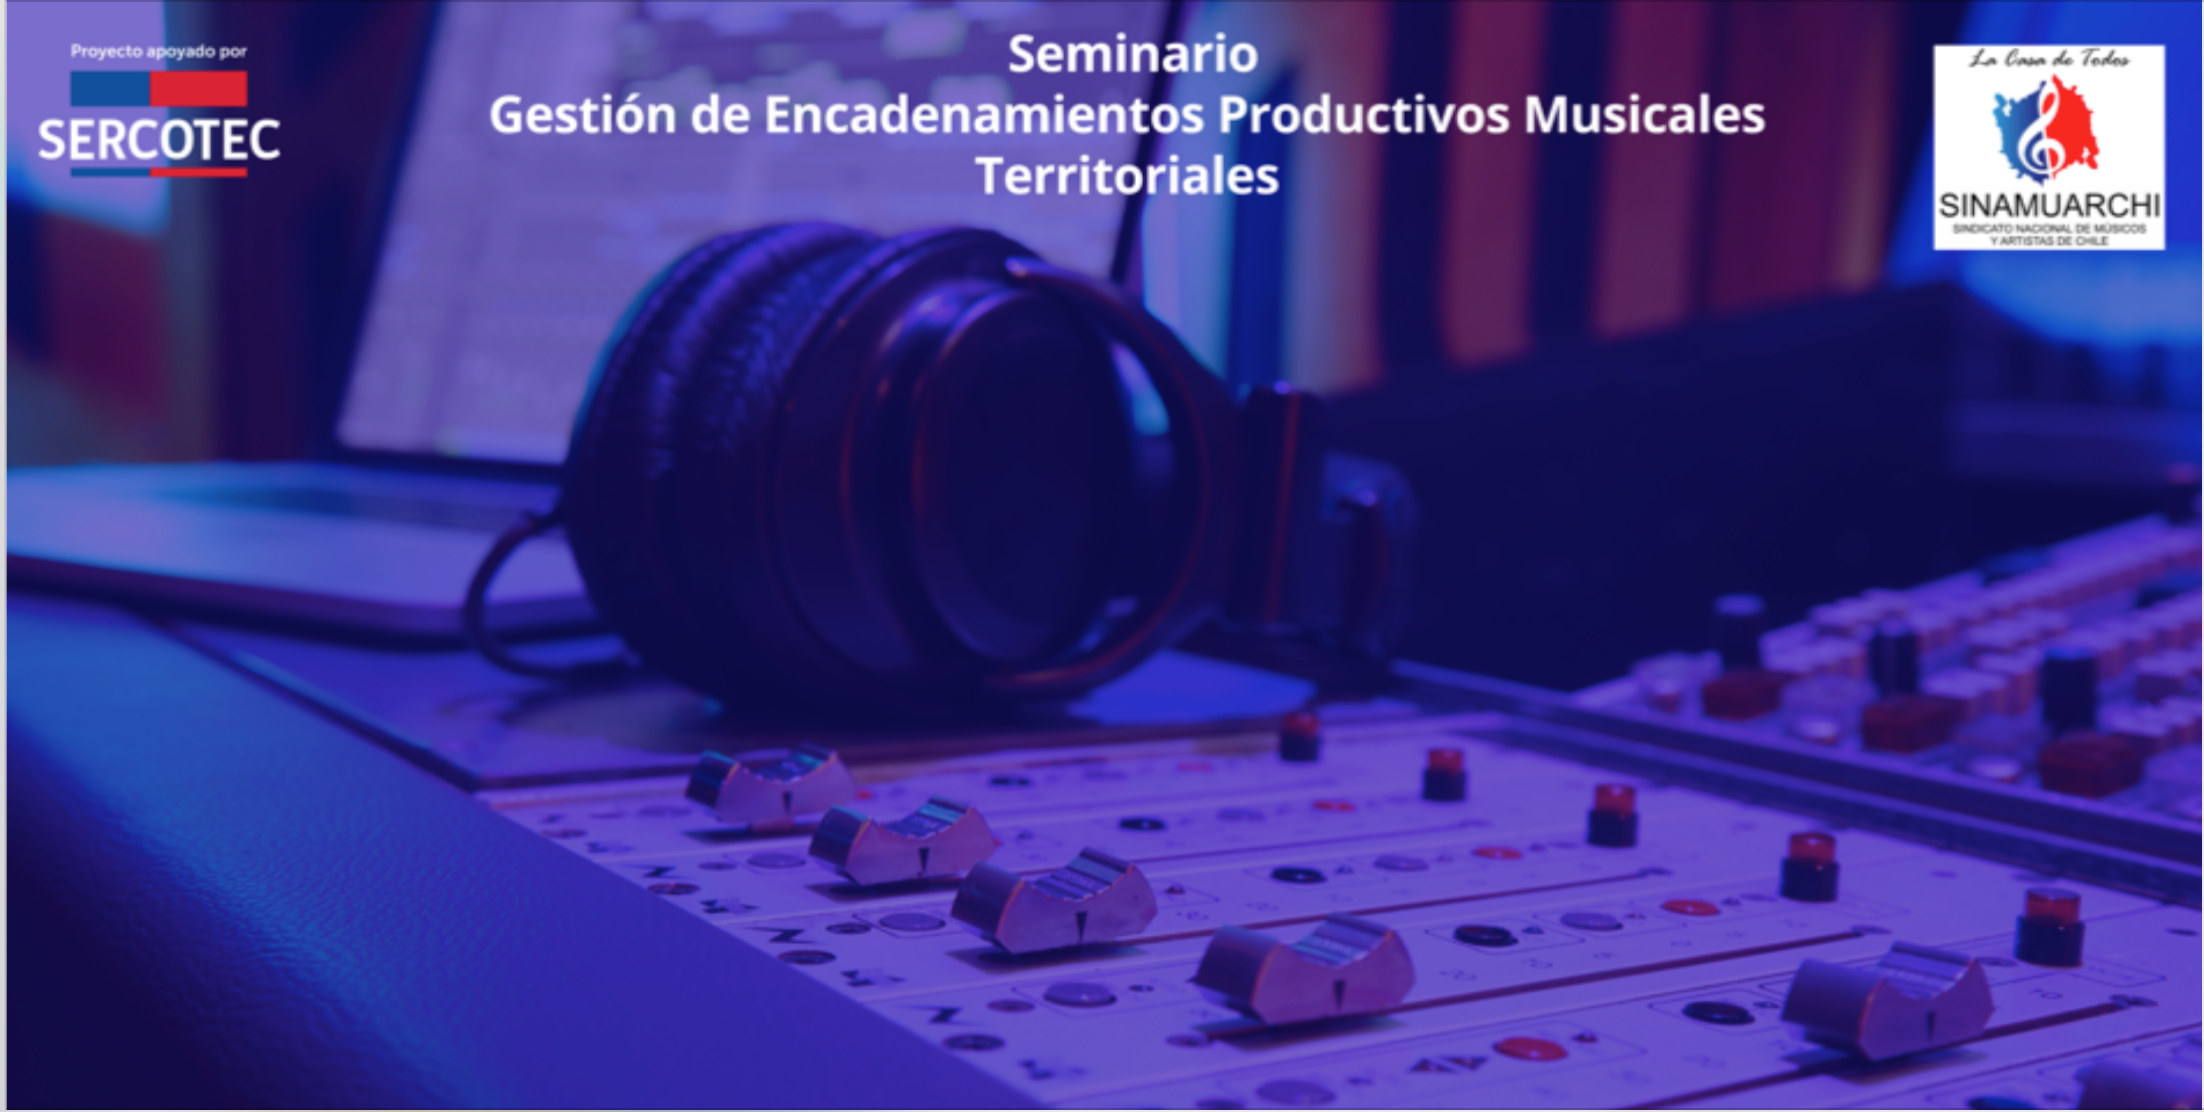 Proyecto apoyado por
SERCOTEC
Seminario
Gestión de Encadenamientos Productivos Musicales
Territoriales
La Casa de Todos
SINAMUARCHI
SINDICATO NACIONAL DE MÚSICOS
Y ARTISTAS DE CHILE